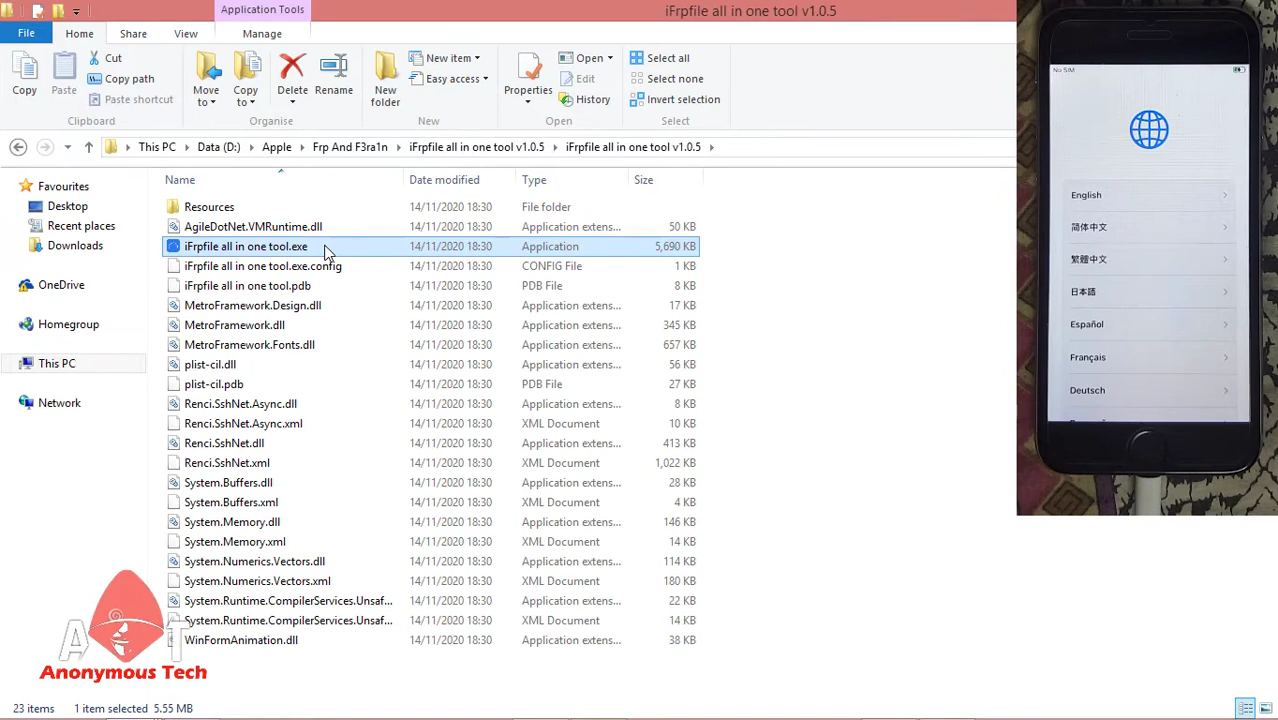 Application Tools
iFrpfile all in one tool v1.0.5
File
Home
Share
View
Manage
Copy
Paste
Cut
Copy path
Paste shortcut
Clipboard
Move to
Copy to
Delete
Rename
Organise
New folder
New item
Easy access
New
Properties
Open
Edit
History
Open
Select all
Select none
Invert selection
Select
This PC
Data (D:)
Apple
Frp And F3ra1n
iFrpfile all in one tool v1.0.5
iFrpfile all in one tool v1.0.5
Favourites
Desktop
Recent places
Downloads
OneDrive
Homegroup
This PC
Network
Name Date modified Type Size
Resources 14/11/2020 18:30 File folder
AgileDotNet.VMRuntime.dll 14/11/2020 18:30 Application extens... 50 KB
iFrpfile all in one tool.exe 14/11/2020 18:30 Application 5,690 KB
iFrpfile all in one tool.exe.config 14/11/2020 18:30 CONFIG File 1 KB
iFrpfile all in one tool.pdb 14/11/2020 18:30 PDB File 8 KB
MetroFramework.Design.dll 14/11/2020 18:30 Application extens... 17 KB
MetroFramework.dll 14/11/2020 18:30 Application extens... 345 KB
MetroFramework.Fonts.dll 14/11/2020 18:30 Application extens... 657 KB
plist-cil.dll 14/11/2020 18:30 Application extens... 56 KB
plist-cil.pdb 14/11/2020 18:30 PDB File 27 KB
Renci.SshNet.Async.dll 14/11/2020 18:30 Application extens... 8 KB
Renci.SshNet.Async.xml 14/11/2020 18:30 XML Document 10 KB
Renci.SshNet.dll 14/11/2020 18:30 Application extens... 413 KB
Renci.SshNet.xml 14/11/2020 18:30 XML Document 1,022 KB
System.Buffers.dll 14/11/2020 18:30 Application extens... 28 KB
System.Buffers.xml 14/11/2020 18:30 XML Document 4 KB
System.Memory.dll 14/11/2020 18:30 Application extens... 146 KB
System.Memory.xml 14/11/2020 18:30 XML Document 14 KB
System.Numerics.Vectors.dll 14/11/2020 18:30 Application extens... 114 KB
System.Numerics.Vectors.xml 14/11/2020 18:30 XML Document 180 KB
System.Runtime.CompilerServices.Unsaf... 14/11/2020 18:30 Application extens... 22 KB
System.Runtime.CompilerServices.Unsaf... 14/11/2020 18:30 XML Document 14 KB
WinFormAnimation.dll 14/11/2020 18:30 Application extens... 38 KB
A T
Anonymous Tech
23 items 1 item selected 5.55 MB
No SIM
English
简体中文
繁體中文
日本語
Español
Français
Deutsch